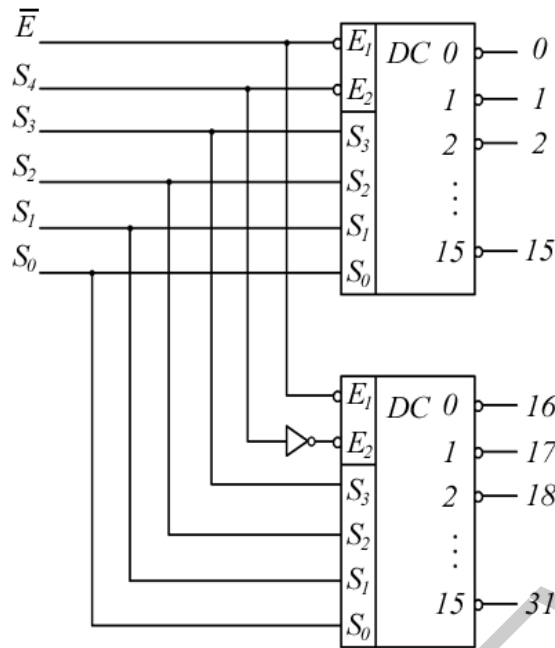 E̅ E₁ DC 0 0
S₄ E₂ 1 1
S₃ S₃ 2 2
S₂ S₂ ⋮
S₁ S₁ 15 15
S₀ S₀
E₁ DC 0 16
E₂ 1 17
S₃ 2 18
S₂ ⋮
S₁ 15 31
S₀